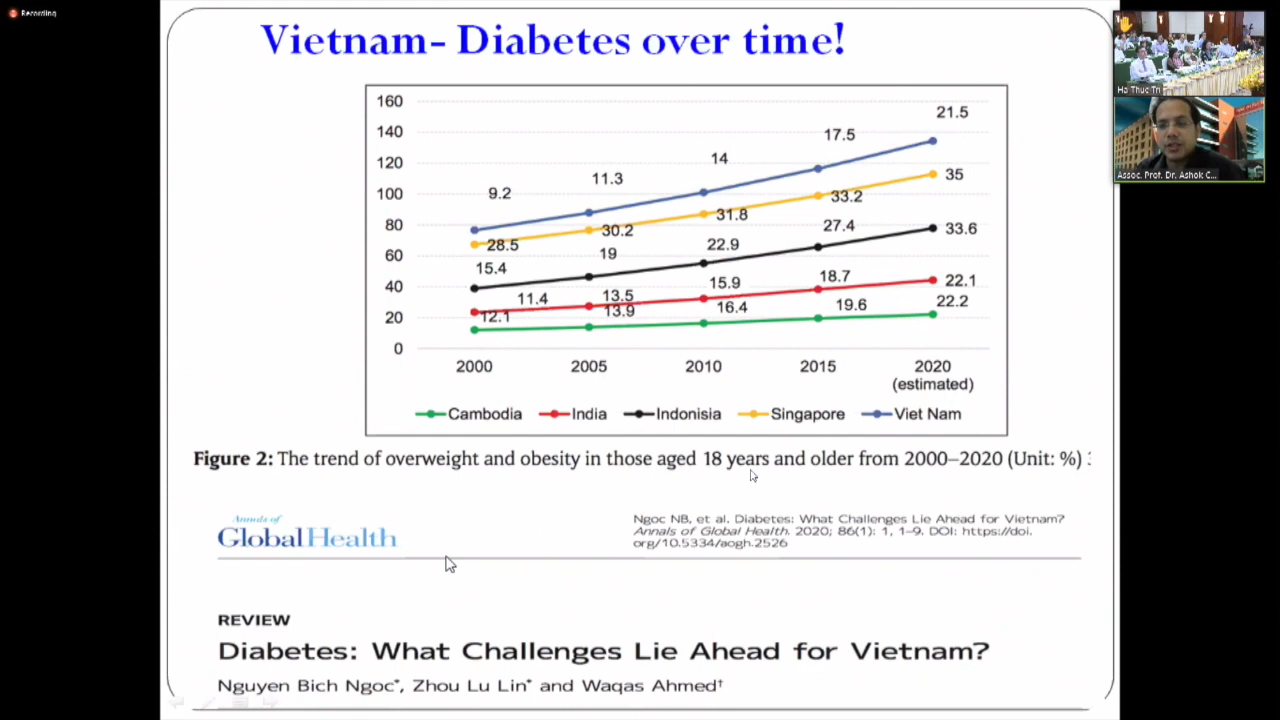 Recording
Vietnam- Diabetes over time!
160
140
120
100
80
60
40
20
0
9.2
11.3
14
17.5
21.5
28.5
30.2
31.8
33.2
35
15.4
19
22.9
27.4
33.6
11.4
13.5
15.9
18.7
22.1
12.1
13.9
16.4
19.6
22.2
2000
2005
2010
2015
2020
(estimated)
Cambodia
India
Indonisia
Singapore
Viet Nam
Figure 2: The trend of overweight and obesity in those aged 18 years and older from 2000–2020 (Unit: %)
Annals of
GlobalHealth
Ngoc NB, et al. Diabetes: What Challenges Lie Ahead for Vietnam?
Annals of Global Health. 2020; 86(1): 1, 1–9. DOI: https://doi.
org/10.5334/aogh.2526
REVIEW
Diabetes: What Challenges Lie Ahead for Vietnam?
Nguyen Bich Ngoc*, Zhou Lu Lin* and Waqas Ahmed†
Ha Thuc Tri
Assoc. Prof. Dr. Ashok C...